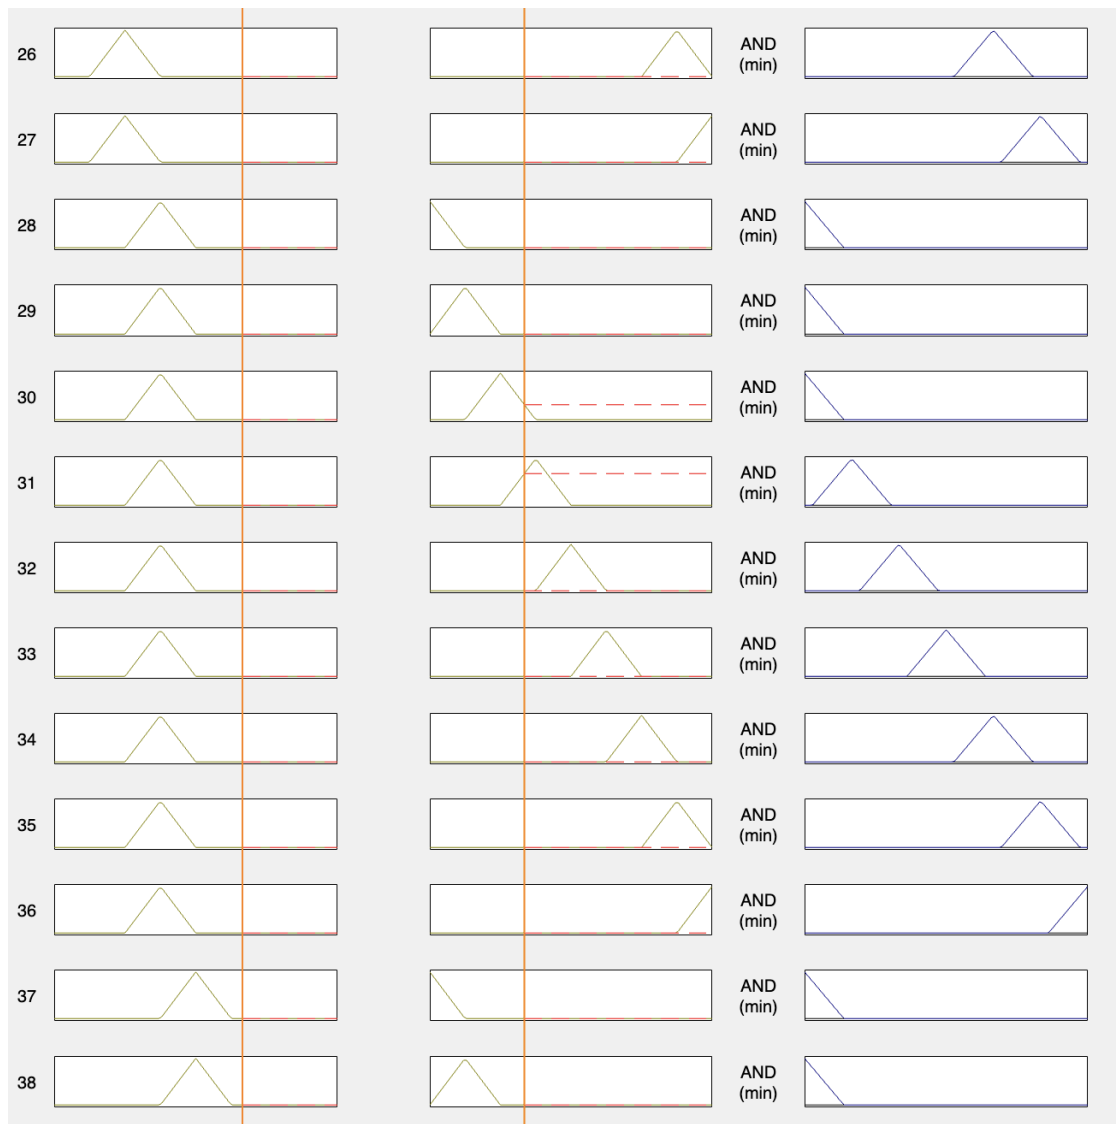 26
AND
(min)
27
AND
(min)
28
AND
(min)
29
AND
(min)
30
AND
(min)
31
AND
(min)
32
AND
(min)
33
AND
(min)
34
AND
(min)
35
AND
(min)
36
AND
(min)
37
AND
(min)
38
AND
(min)